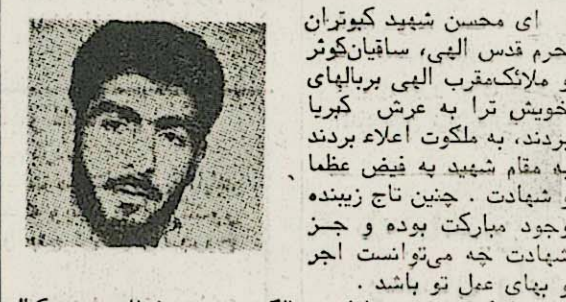 ای محسن شهید کبوتران
حرم قدس الهی، ساقیان‌کوثر
و ملائک‌مقرب الهی بربالهای
خویش ترا به عرش کبریا
بردند، به ملکوت اعلاء بردند
به مقام شهید به فیض عظما
و شهادت . چنین تاج زیبنده
وجود مبارکت بوده و جــز
شهادت چه می‌توانست اجر
و بهای عمل تو باشد .